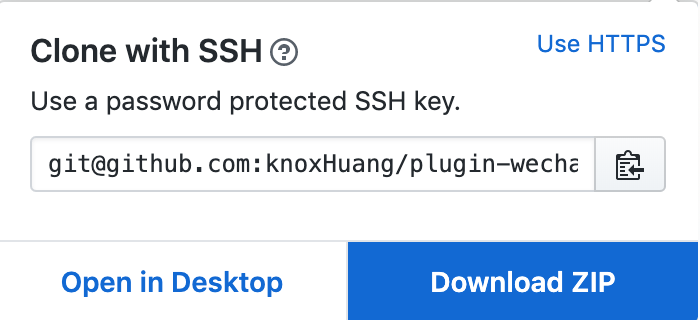 Clone with SSH ?
Use HTTPS
Use a password protected SSH key.
git@github.com:knoxHuang/plugin-wecha
Open in Desktop
Download ZIP